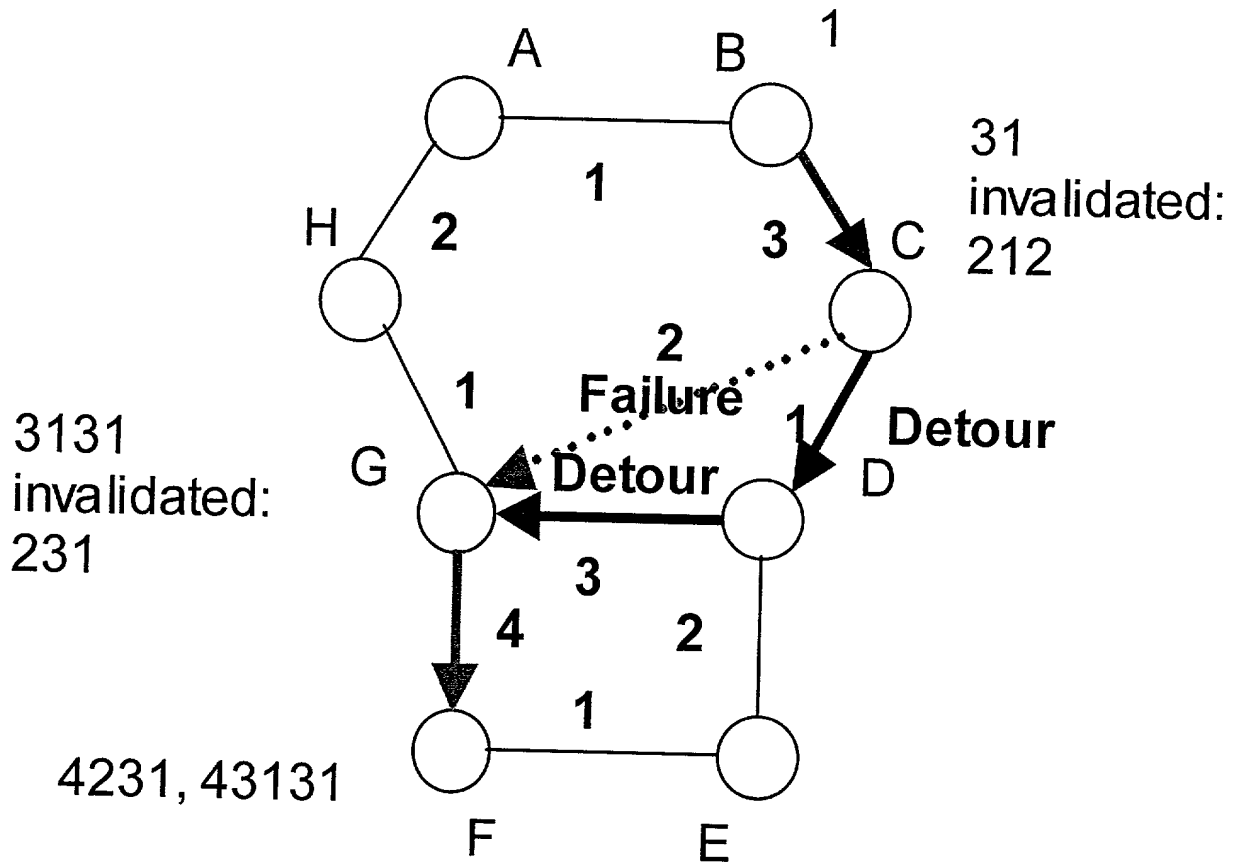 A
B
1
31
invalidated:
212
1
H
2
3
C
2
Failure
1
1
Detour
3131
invalidated:
231
G
Detour
D
3
4
2
1
4231, 43131
F
E